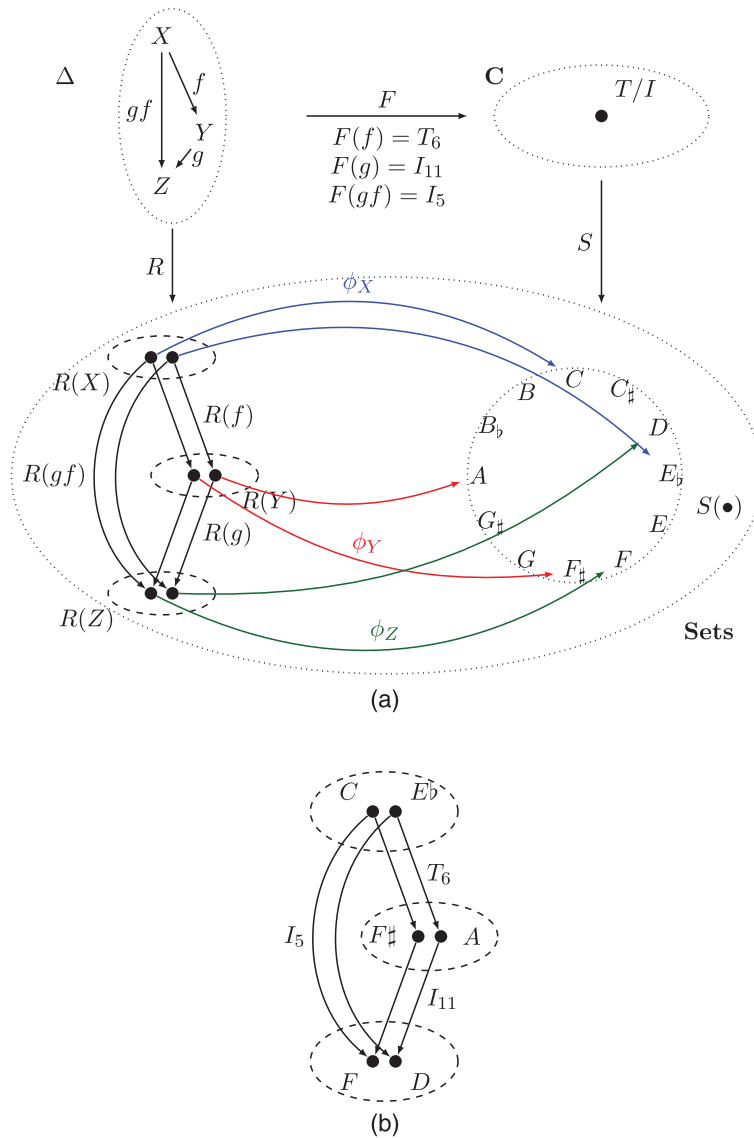 X
Δ
f
gf
Y
g
Z
F
F(f) = T₆
F(g) = I₁₁
F(gf) = I₅
C
T/I
R
S
ϕ_X
R(X)
R(f)
R(gf)
R(Y)
R(g)
R(Z)
ϕ_Y
ϕ_Z
C
C♯
D
E♭
E
F
F♯
G
G♯
A
B♭
B
S(•)
Sets
(a)
C E♭
T₆
I₅
F♯ A
I₁₁
F D
(b)